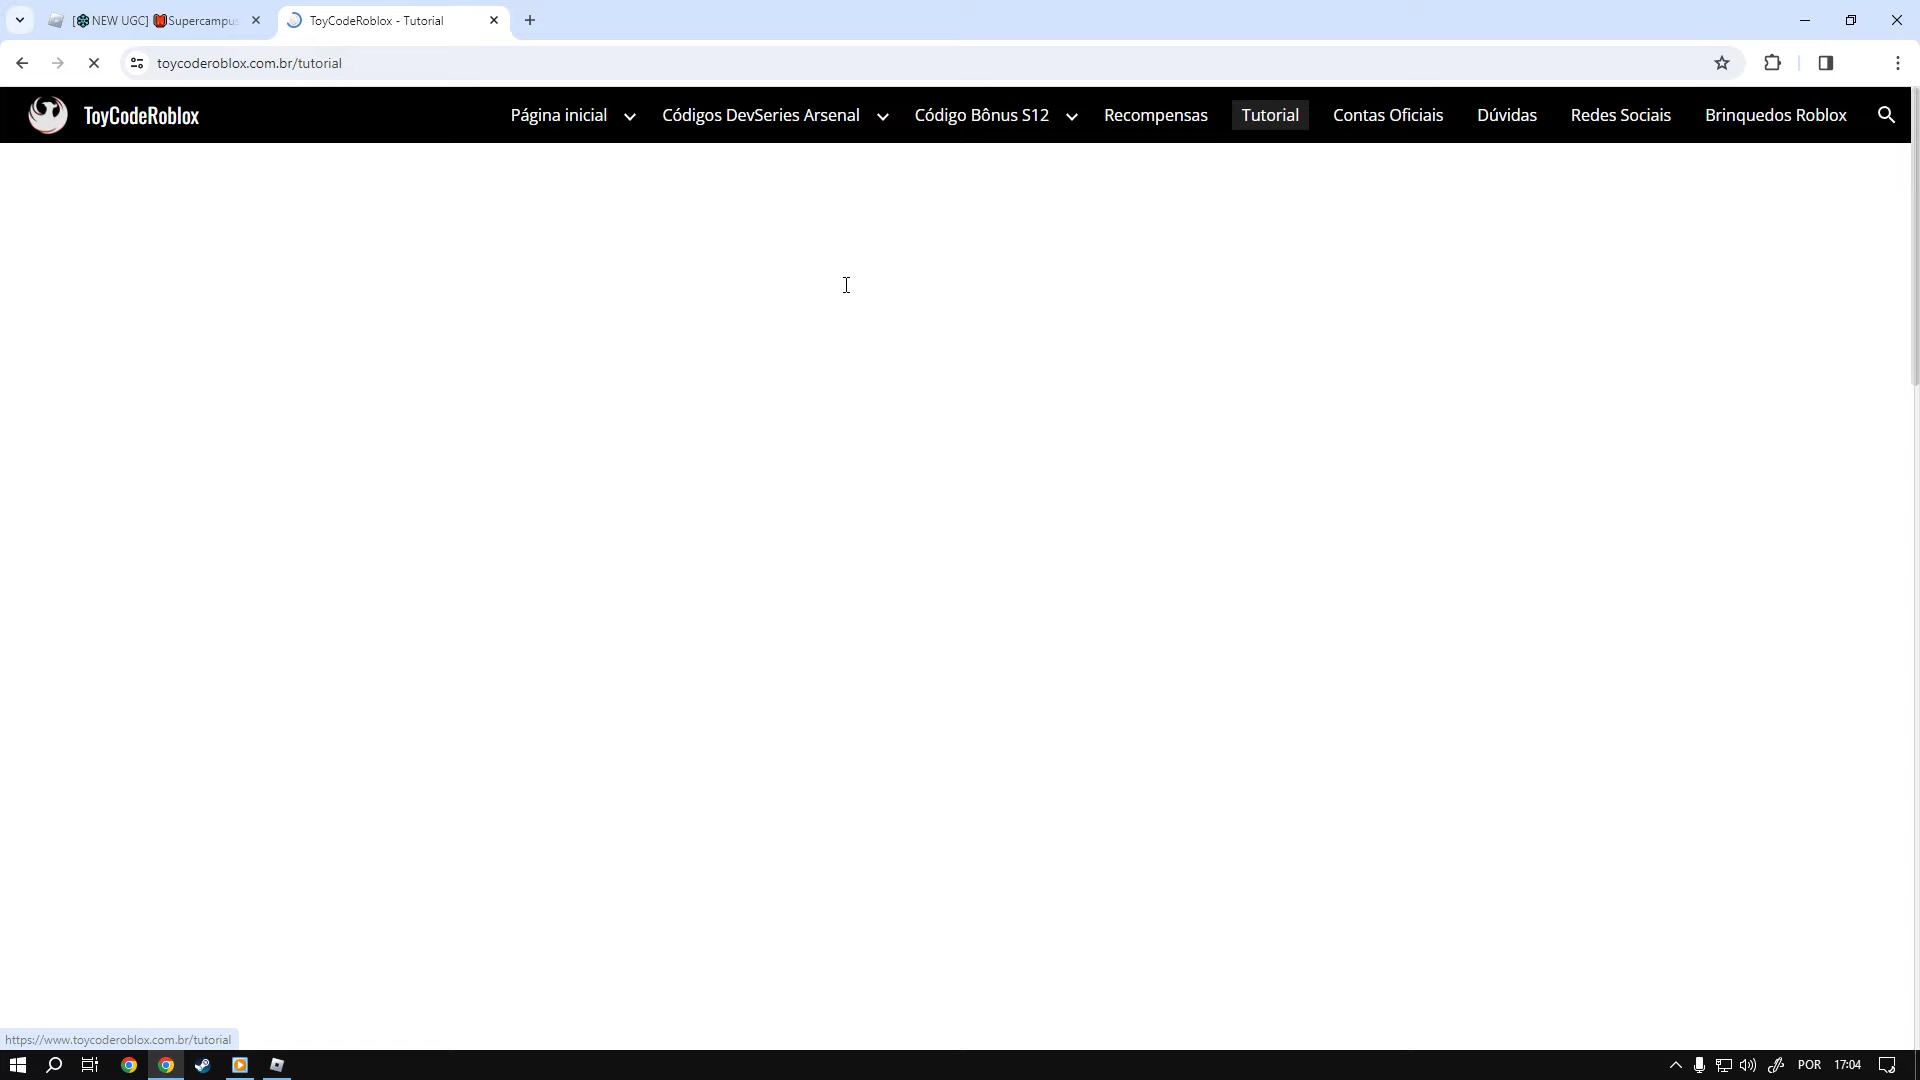 [NEW UGC] Supercampus
ToyCodeRoblox - Tutorial
toycoderoblox.com.br/tutorial
ToyCodeRoblox
Página inicial
Códigos DevSeries Arsenal
Código Bônus S12
Recompensas
Tutorial
Contas Oficiais
Dúvidas
Redes Sociais
Brinquedos Roblox
https://www.toycoderoblox.com.br/tutorial
POR
17:04